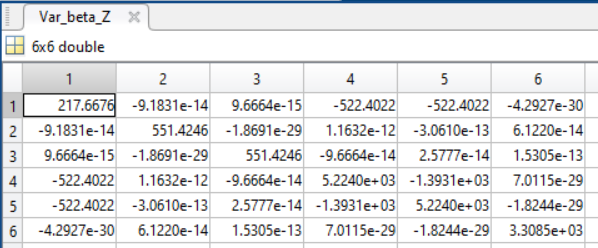 Var_beta_Z
6x6 double
1 2 3 4 5 6
1 217.6676 -9.1831e-14 9.6664e-15 -522.4022 -522.4022 -4.2927e-30
2 -9.1831e-14 551.4246 -1.8691e-29 1.1632e-12 -3.0610e-13 6.1220e-14
3 9.6664e-15 -1.8691e-29 551.4246 -9.6664e-14 2.5777e-14 1.5305e-13
4 -522.4022 1.1632e-12 -9.6664e-14 5.2240e+03 -1.3931e+03 7.0115e-29
5 -522.4022 -3.0610e-13 2.5777e-14 -1.3931e+03 5.2240e+03 -1.8244e-29
6 -4.2927e-30 6.1220e-14 1.5305e-13 7.0115e-29 -1.8244e-29 3.3085e+03